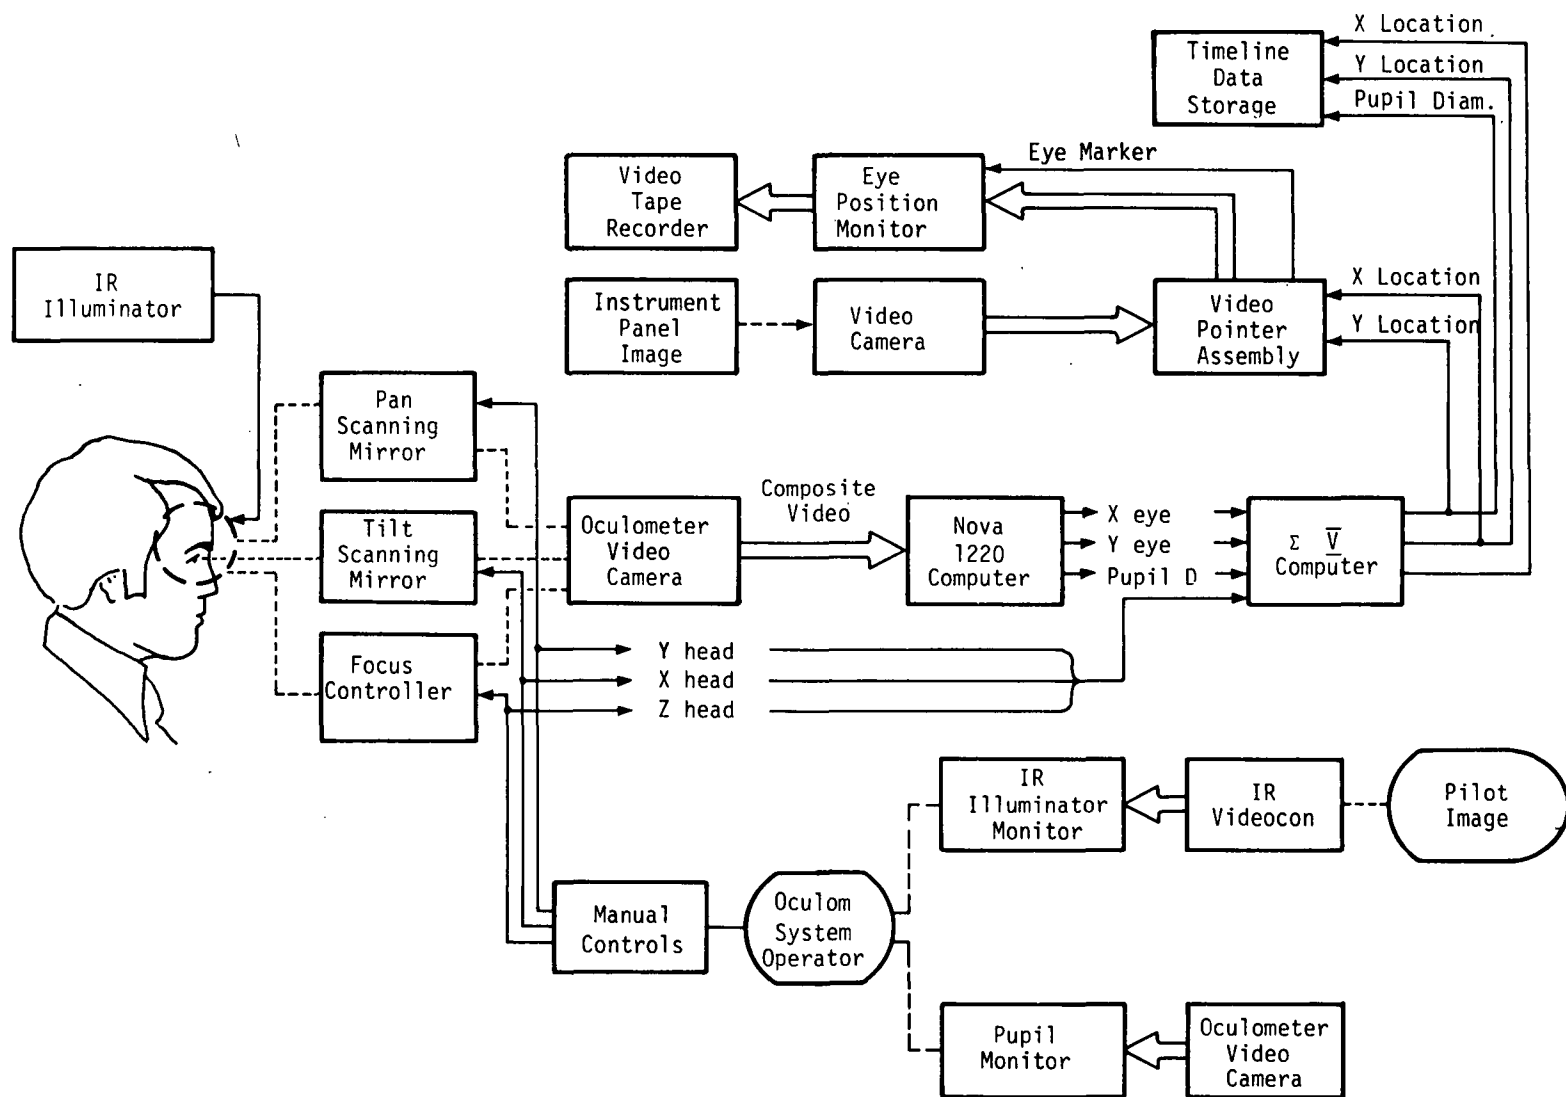 X Location
Timeline
Data
Storage
Y Location
Pupil Diam.
Eye Marker
Video
Tape
Recorder
Eye
Position
Monitor
IR
Illuminator
Instrument
Panel
Image
Video
Camera
Video
Pointer
Assembly
X Location
Y Location
Pan
Scanning
Mirror
Tilt
Scanning
Mirror
Focus
Controller
Oculometer
Video
Camera
Composite
Video
Nova
1220
Computer
X eye
Y eye
Pupil D
Σ V
Computer
Y head
X head
Z head
IR
Illuminator
Monitor
IR
Videocon
Pilot
Image
Manual
Controls
Oculom
System
Operator
Pupil
Monitor
Oculometer
Video
Camera